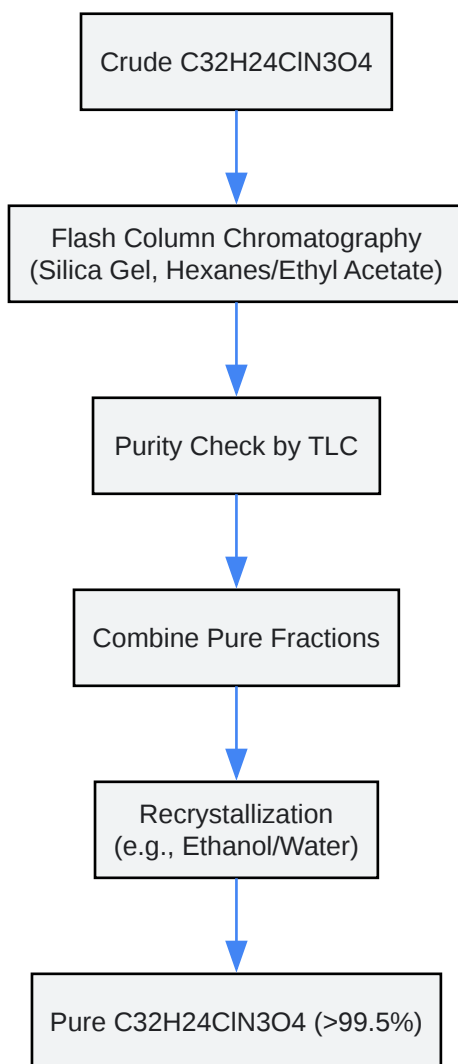 Crude C32H24ClN3O4
Flash Column Chromatography
(Silica Gel, Hexanes/Ethyl Acetate)
Purity Check by TLC
Combine Pure Fractions
Recrystallization
(e.g., Ethanol/Water)
Pure C32H24ClN3O4 (>99.5%)